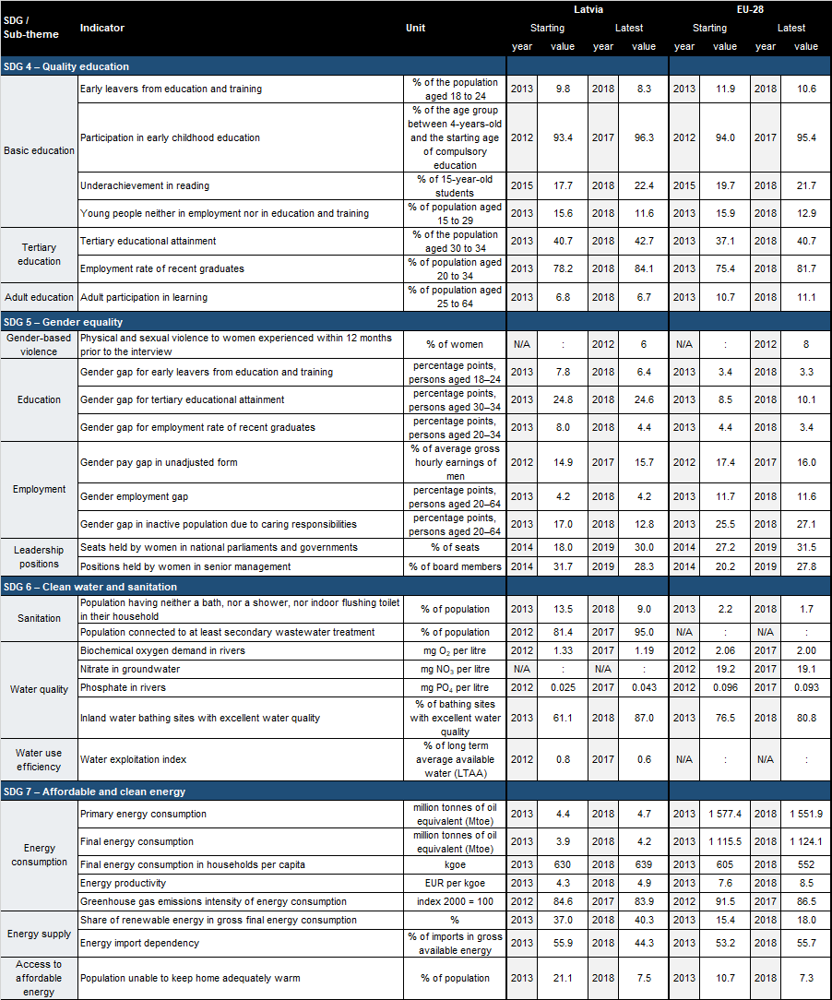 Latvia EU-28
SDG /
Sub-theme Indicator Unit Starting Latest Starting Latest
year value year value year value year value
SDG 4 – Quality education
Basic education
Early leavers from education and training % of the population
aged 18 to 24 2013 9.8 2018 8.3 2013 11.9 2018 10.6
Participation in early childhood education % of the age group
between 4-years-old
and the starting age
of compulsory
education 2012 93.4 2017 96.3 2012 94.0 2017 95.4
Underachievement in reading % of 15-year-old
students 2015 17.7 2018 22.4 2015 19.7 2018 21.7
Young people neither in employment nor in education and training % of population aged
15 to 29 2013 15.6 2018 11.6 2013 15.9 2018 12.9
Tertiary
education
Tertiary educational attainment % of the population
aged 30 to 34 2013 40.7 2018 42.7 2013 37.1 2018 40.7
Employment rate of recent graduates % of population aged
20 to 34 2013 78.2 2018 84.1 2013 75.4 2018 81.7
Adult education Adult participation in learning % of population aged
25 to 64 2013 6.8 2018 6.7 2013 10.7 2018 11.1
SDG 5 – Gender equality
Gender-based
violence
Physical and sexual violence to women experienced within 12 months
prior to the interview % of women N/A : 2012 6 N/A : 2012 8
Education
Gender gap for early leavers from education and training percentage points,
persons aged 18–24 2013 7.8 2018 6.4 2013 3.4 2018 3.3
Gender gap for tertiary educational attainment percentage points,
persons aged 30–34 2013 24.8 2018 24.6 2013 8.5 2018 10.1
Gender gap for employment rate of recent graduates percentage points,
persons aged 20–34 2013 8.0 2018 4.4 2013 4.4 2018 3.4
Employment
Gender pay gap in unadjusted form % of average gross
hourly earnings of
men 2012 14.9 2017 15.7 2012 17.4 2017 16.0
Gender employment gap percentage points,
persons aged 20–64 2013 4.2 2018 4.2 2013 11.7 2018 11.6
Gender gap in inactive population due to caring responsibilities percentage points,
persons aged 20–64 2013 17.0 2018 12.8 2013 25.5 2018 27.1
Leadership
positions
Seats held by women in national parliaments and governments % of seats 2014 18.0 2019 30.0 2014 27.2 2019 31.5
Positions held by women in senior management % of board members 2014 31.7 2019 28.3 2014 20.2 2019 27.8
SDG 6 – Clean water and sanitation
Sanitation
Population having neither a bath, nor a shower, nor indoor flushing toilet
in their household % of population 2013 13.5 2018 9.0 2013 2.2 2018 1.7
Population connected to at least secondary wastewater treatment % of population 2012 81.4 2017 95.0 N/A : N/A :
Water quality
Biochemical oxygen demand in rivers mg O₂ per litre 2012 1.33 2017 1.19 2012 2.06 2017 2.00
Nitrate in groundwater mg NO₃ per litre N/A : N/A : 2012 19.2 2017 19.1
Phosphate in rivers mg PO₄ per litre 2012 0.025 2017 0.043 2012 0.096 2017 0.093
Inland water bathing sites with excellent water quality % of bathing sites
with excellent water
quality 2013 61.1 2018 87.0 2013 76.5 2018 80.8
Water use
efficiency
Water exploitation index % of long term
average available
water (LTAA) 2012 0.8 2017 0.6 N/A : N/A :
SDG 7 – Affordable and clean energy
Energy
consumption
Primary energy consumption million tonnes of oil
equivalent (Mtoe) 2013 4.4 2018 4.7 2013 1 577.4 2018 1 551.9
Final energy consumption million tonnes of oil
equivalent (Mtoe) 2013 3.9 2018 4.2 2013 1 115.5 2018 1 124.1
Final energy consumption in households per capita kgoe 2013 630 2018 639 2013 605 2018 552
Energy productivity EUR per kgoe 2013 4.3 2018 4.9 2013 7.6 2018 8.5
Greenhouse gas emissions intensity of energy consumption index 2000 = 100 2012 84.6 2017 83.9 2012 91.5 2017 86.5
Energy supply
Share of renewable energy in gross final energy consumption % 2013 37.0 2018 40.3 2013 15.4 2018 18.0
Energy import dependency % of imports in gross
available energy 2013 55.9 2018 44.3 2013 53.2 2018 55.7
Access to
affordable
energy
Population unable to keep home adequately warm % of population 2013 21.1 2018 7.5 2013 10.7 2018 7.3